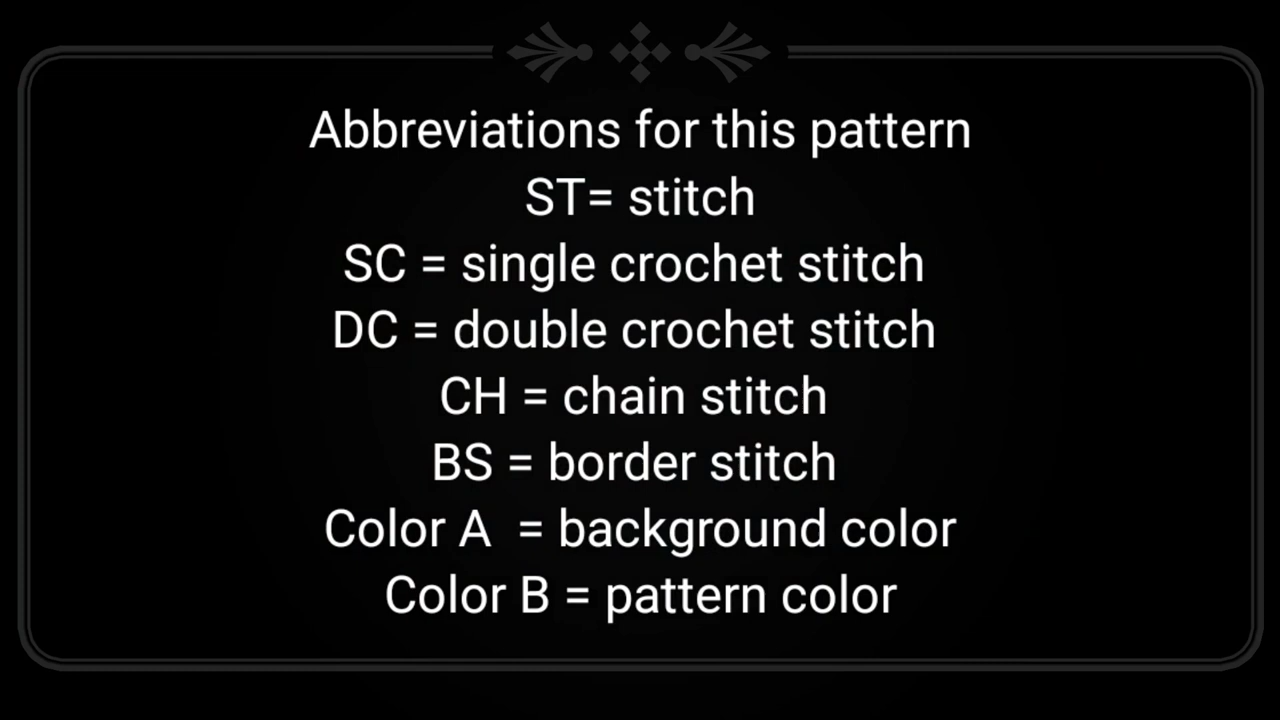 Abbreviations for this pattern
ST= stitch
SC = single crochet stitch
DC = double crochet stitch
CH = chain stitch
BS = border stitch
Color A  = background color
Color B = pattern color